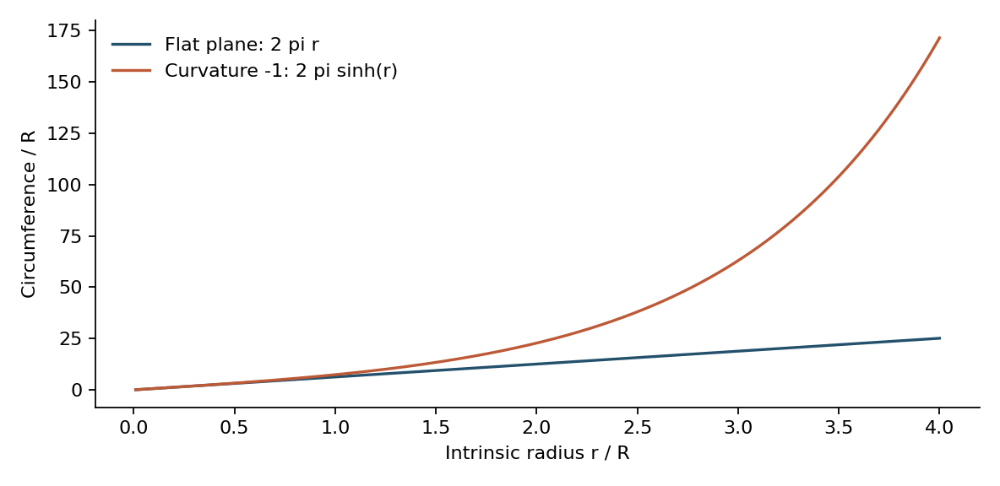 Flat plane: 2 pi r
Curvature -1: 2 pi sinh(r)
Circumference / R
175
150
125
100
75
50
25
0
0.0 0.5 1.0 1.5 2.0 2.5 3.0 3.5 4.0
Intrinsic radius r / R